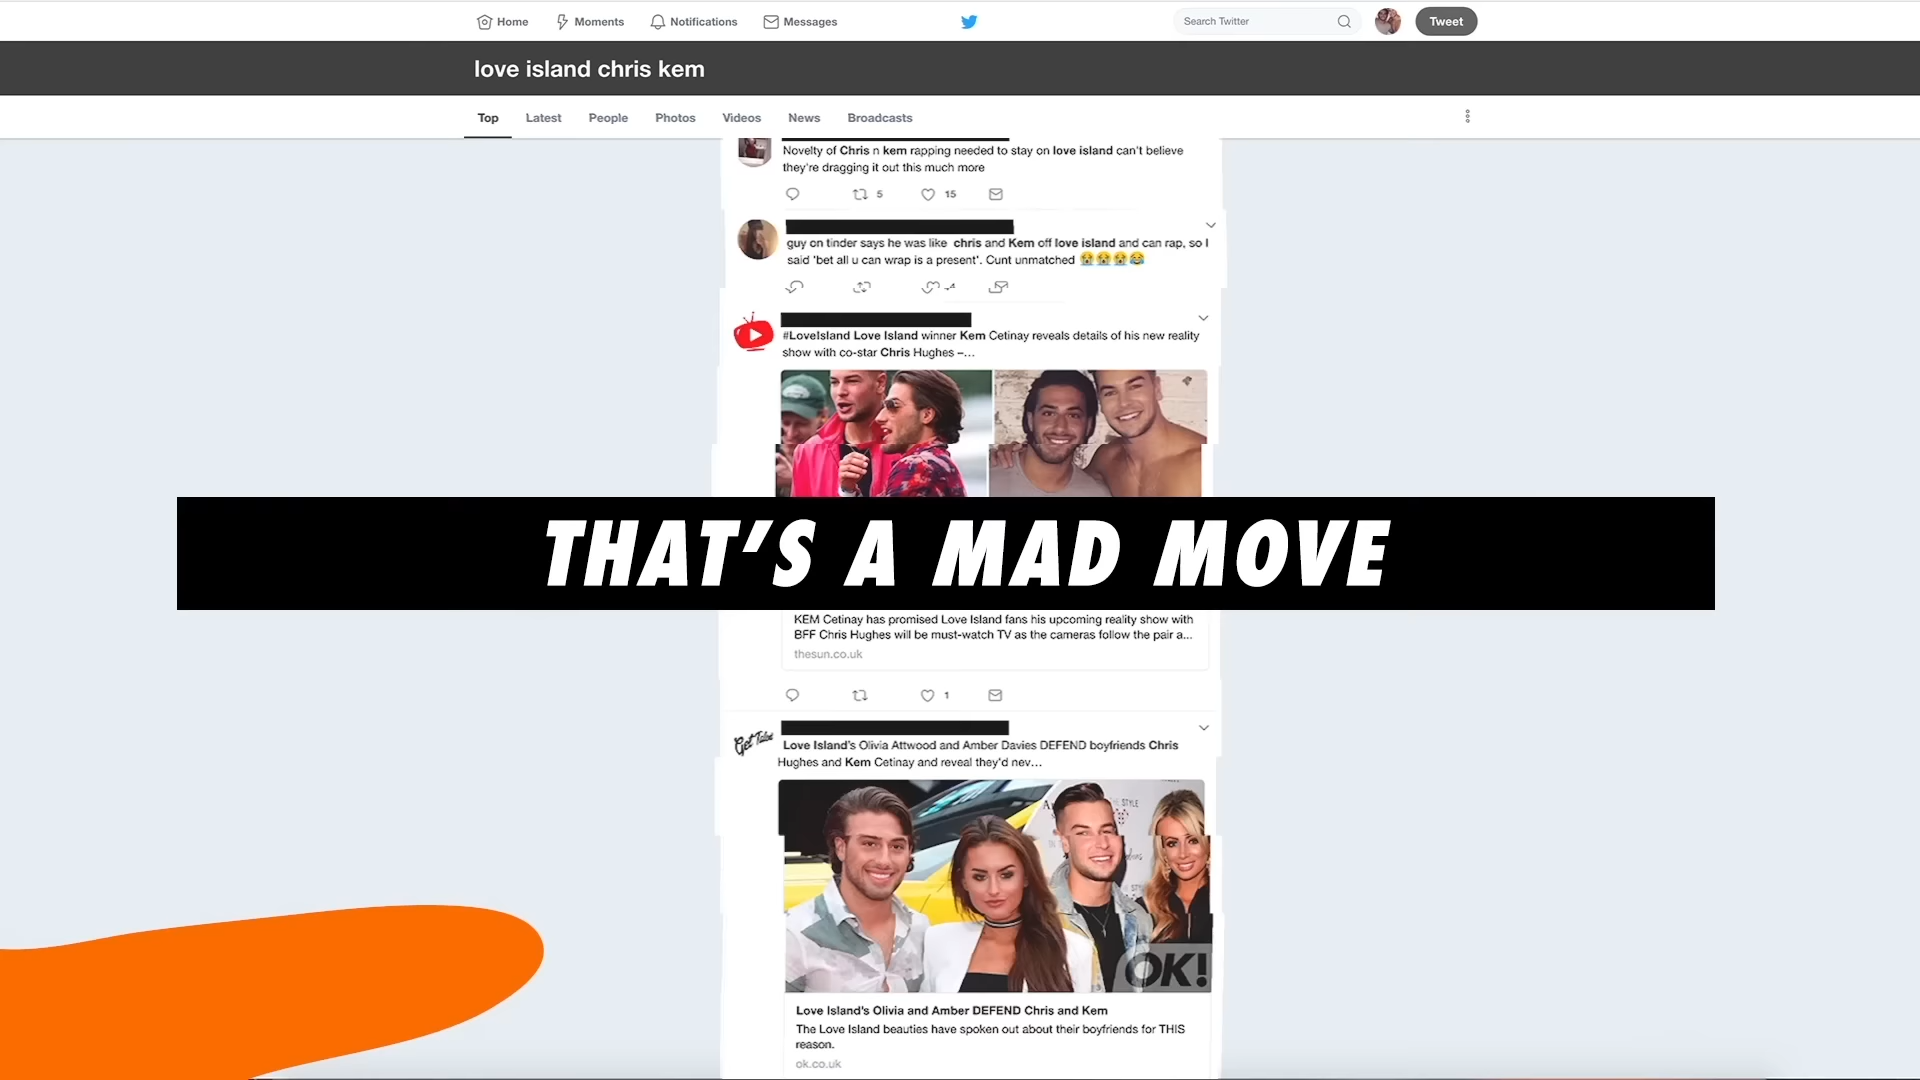 Home
Moments
Notifications
Messages
Search Twitter
Tweet
love island chris kem
Top
Latest
People
Photos
Videos
News
Broadcasts
Novelty of Chris n kem rapping needed to stay on love island can't believe
they're dragging it out this much more
5
15
guy on tinder says he was like chris and Kem off love island and can rap, so I
said 'bet all u can wrap is a present'. Cunt unmatched 😭😭😭😂
4
#LoveIsland Love Island winner Kem Cetinay reveals details of his new reality
show with co-star Chris Hughes –...
THAT'S A MAD MOVE
KEM Cetinay has promised Love Island fans his upcoming reality show with
BFF Chris Hughes will be must-watch TV as the cameras follow the pair a...
thesun.co.uk
1
Get
Love Island's Olivia Attwood and Amber Davies DEFEND boyfriends Chris
Hughes and Kem Cetinay and reveal they'd nev...
THE STYLE
OK!
Love Island's Olivia and Amber DEFEND Chris and Kem
The Love Island beauties have spoken out about their boyfriends for THIS
reason.
ok.co.uk